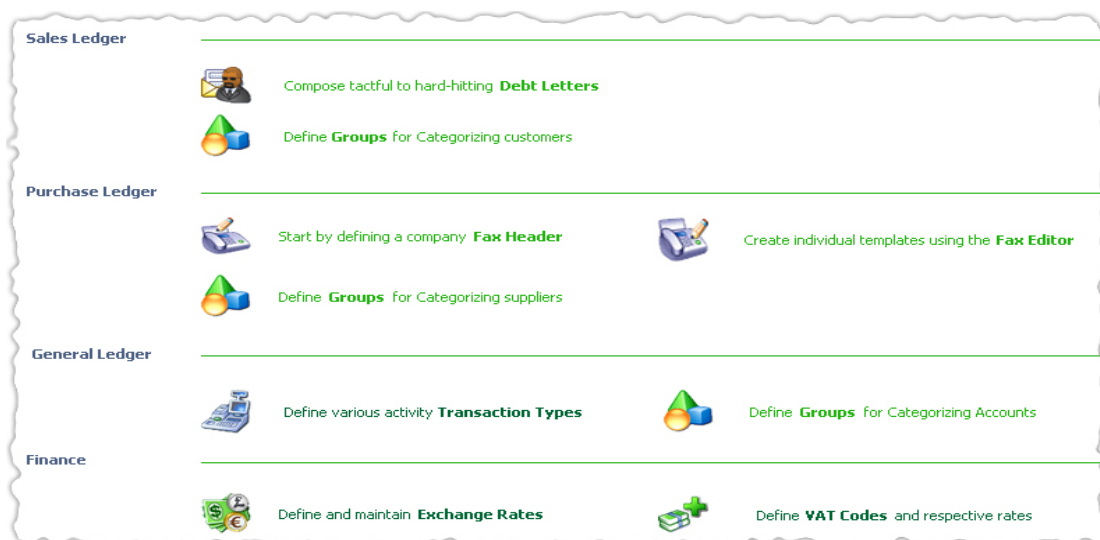 Sales Ledger
Compose tactful to hard-hitting Debt Letters
Define Groups for Categorizing customers
Purchase Ledger
Start by defining a company Fax Header
Create individual templates using the Fax Editor
Define Groups for Categorizing suppliers
General Ledger
Define various activity Transaction Types
Define Groups for Categorizing Accounts
Finance
Define and maintain Exchange Rates
Define VAT Codes and respective rates